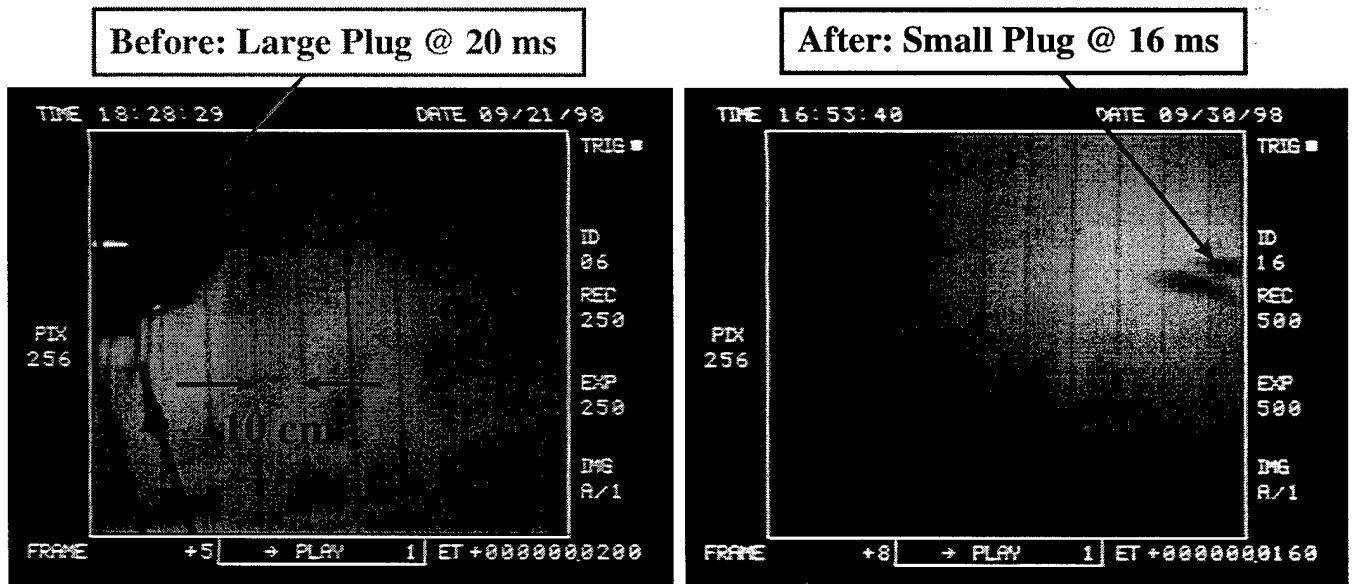 Before: Large Plug @ 20 ms
TIME 18:28:29 DATE 09/21/98
TRIG
ID
06
REC
250
PIX
256
EXP
250
10 cm
IMG
A/1
FRAME +5 → PLAY 1 ET +00000000200
After: Small Plug @ 16 ms
TIME 16:53:40 DATE 09/30/98
TRIG
ID
16
REC
500
PIX
256
EXP
500
IMG
A/1
FRAME +8 → PLAY 1 ET +00000000160